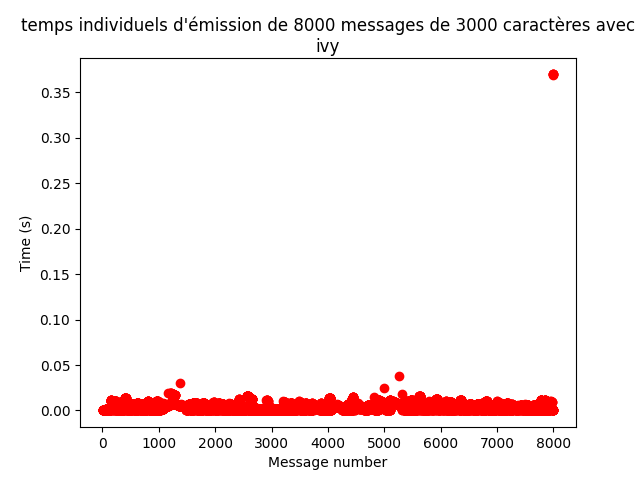 temps individuels d'émission de 8000 messages de 3000 caractères avec
ivy
0.35
0.30
0.25
0.20
0.15
0.10
0.05
0.00
Time (s)
0 1000 2000 3000 4000 5000 6000 7000 8000
Message number